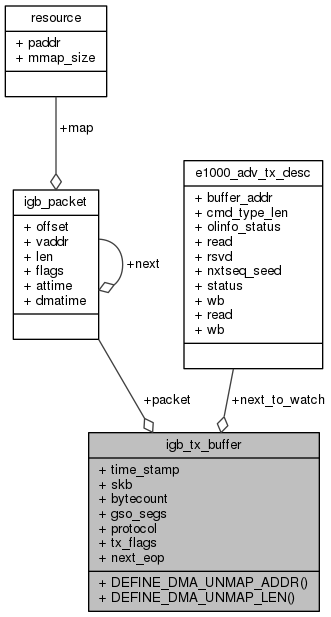 resource
+ paddr
+ mmap_size
+map
igb_packet
+ offset
+ vaddr
+ len
+ flags
+ attime
+ dmatime
+next
e1000_adv_tx_desc
+ buffer_addr
+ cmd_type_len
+ olinfo_status
+ read
+ rsvd
+ nxtseq_seed
+ status
+ wb
+ read
+ wb
+packet
+next_to_watch
igb_tx_buffer
+ time_stamp
+ skb
+ bytecount
+ gso_segs
+ protocol
+ tx_flags
+ next_eop
+ DEFINE_DMA_UNMAP_ADDR()
+ DEFINE_DMA_UNMAP_LEN()